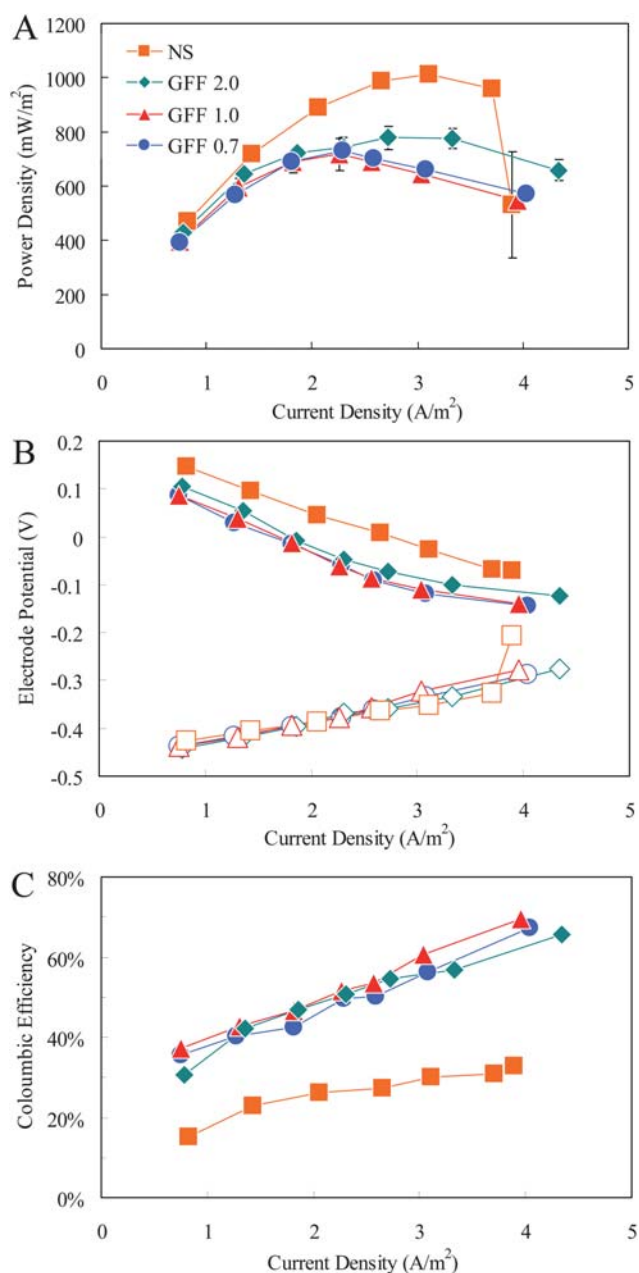 A
1200
1000
800
600
400
200
0
Power Density (mW/m²)
NS
GFF 2.0
GFF 1.0
GFF 0.7
0 1 2 3 4 5
Current Density (A/m²)
B
0.2
0.1
0
-0.1
-0.2
-0.3
-0.4
-0.5
Electrode Potential (V)
0 1 2 3 4 5
Current Density (A/m²)
C
80%
60%
40%
20%
0%
Coloumbic Efficiency
0 1 2 3 4 5
Current Density (A/m²)